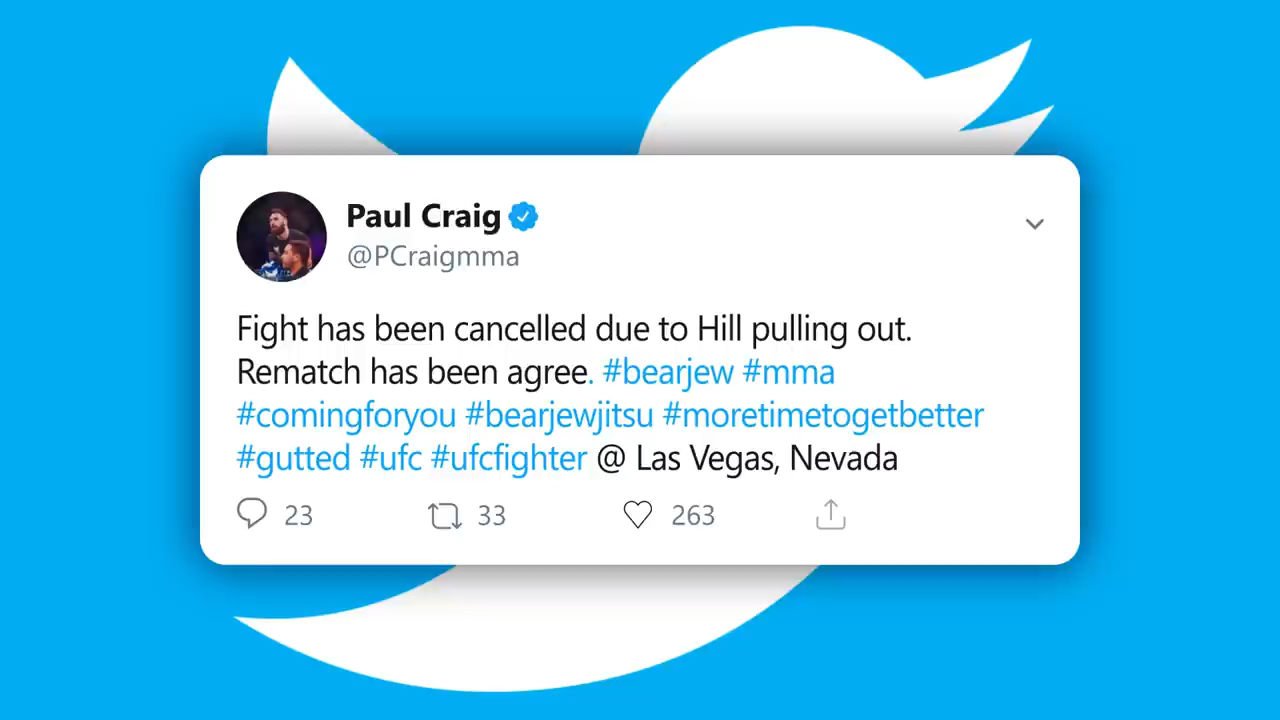 Paul Craig
@PCraigmma
Fight has been cancelled due to Hill pulling out.
Rematch has been agree. #bearjew #mma
#comingforyou #bearjewjitsu #moretimetogetbetter
#gutted #ufc #ufcfighter @ Las Vegas, Nevada
23 33 263